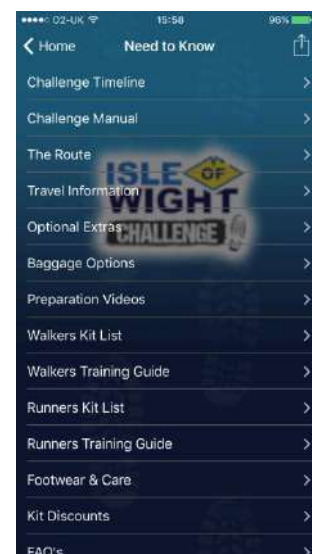 O2-UK 15:58 96%
Home Need to Know
Challenge Timeline
Challenge Manual
The Route
ISLE OF
Travel Information
WIGHT
Optional Extras
CHALLENGE
Baggage Options
Preparation Videos
Walkers Kit List
Walkers Training Guide
Runners Kit List
Runners Training Guide
Footwear & Care
Kit Discounts
FAQ's